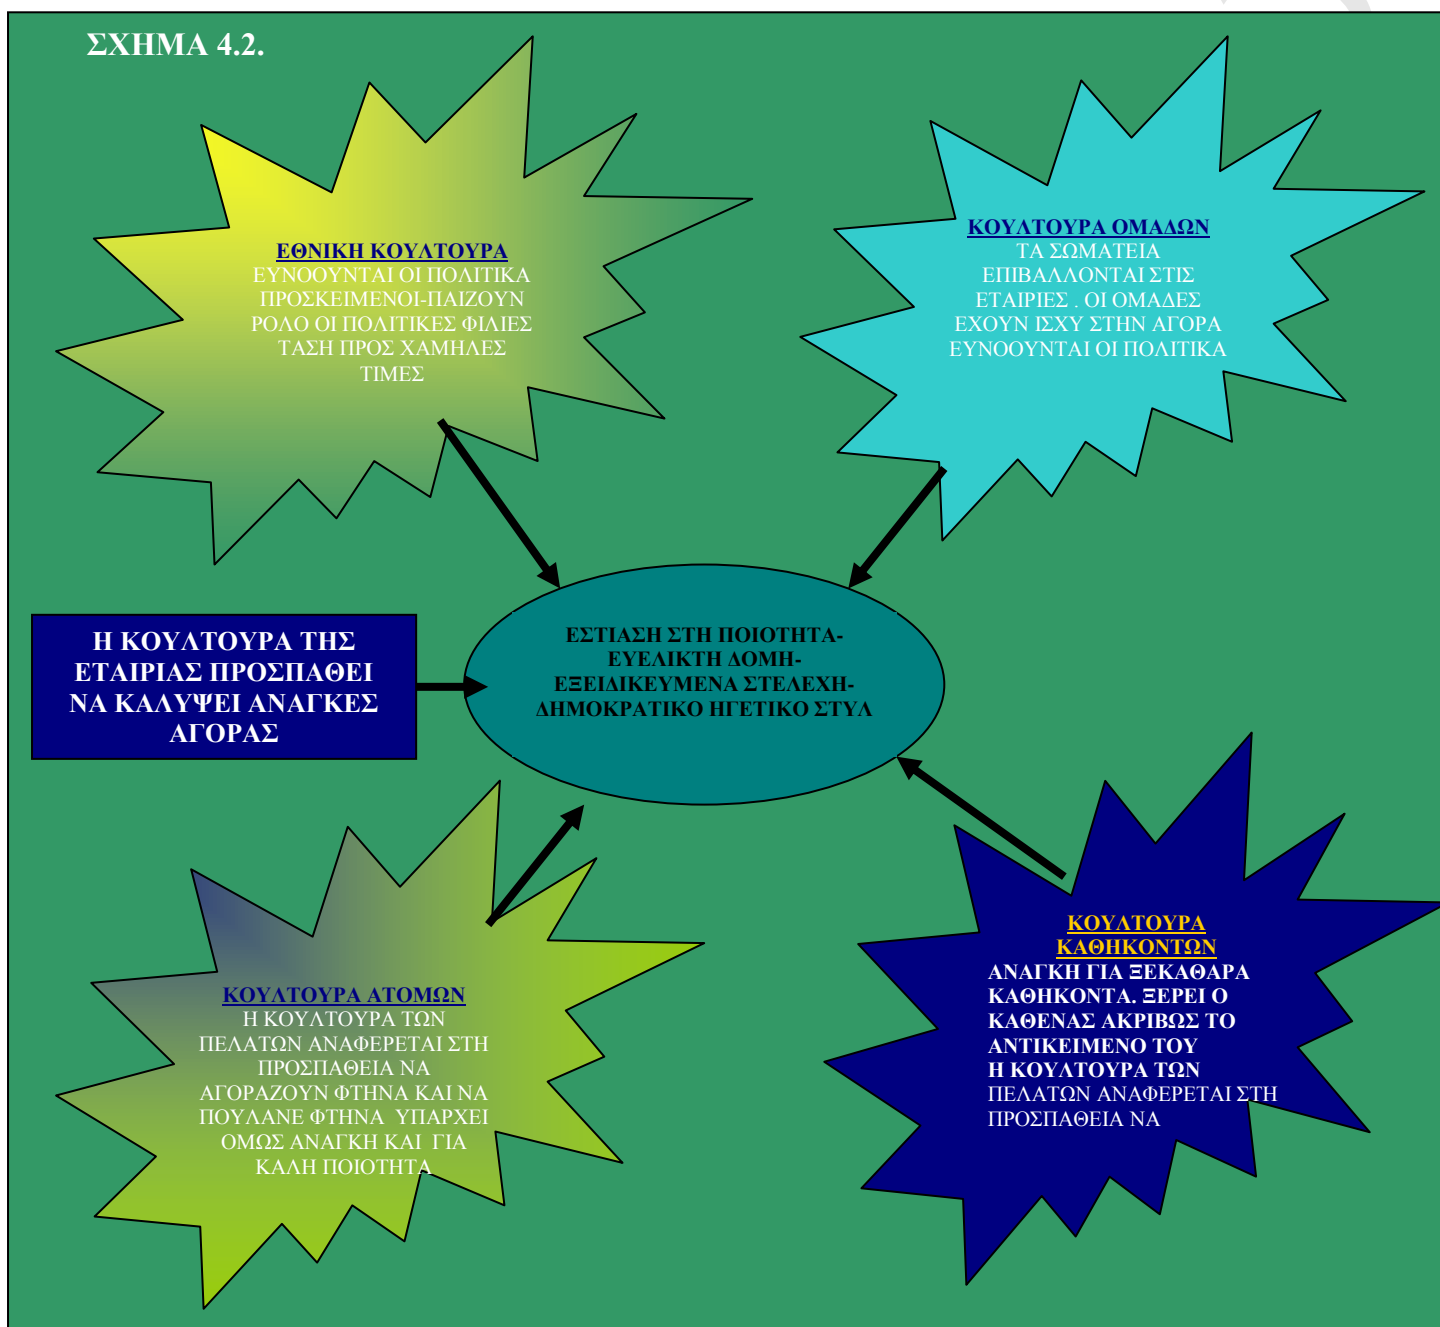 ΣΧΗΜΑ 4.2.
ΕΘΝΙΚΗ ΚΟΥΛΤΟΥΡΑ
ΕΥΝΟΟΥΝΤΑΙ ΟΙ ΠΟΛΙΤΙΚΑ
ΠΡΟΣΚΕΙΜΕΝΟΙ-ΠΑΙΖΟΥΝ
ΡΟΛΟ ΟΙ ΠΟΛΙΤΙΚΕΣ ΦΙΛΙΕΣ
ΤΑΣΗ ΠΡΟΣ ΧΑΜΗΛΕΣ
ΤΙΜΕΣ
ΚΟΥΛΤΟΥΡΑ ΟΜΑΔΩΝ
ΤΑ ΣΩΜΑΤΕΙΑ
ΕΠΙΒΑΛΛΟΝΤΑΙ ΣΤΙΣ
ΕΤΑΙΡΙΕΣ . ΟΙ ΟΜΑΔΕΣ
ΕΧΟΥΝ ΙΣΧΥ ΣΤΗΝ ΑΓΟΡΑ
ΕΥΝΟΟΥΝΤΑΙ ΟΙ ΠΟΛΙΤΙΚΑ
Η ΚΟΥΛΤΟΥΡΑ ΤΗΣ
ΕΤΑΙΡΙΑΣ ΠΡΟΣΠΑΘΕΙ
ΝΑ ΚΑΛΥΨΕΙ ΑΝΑΓΚΕΣ
ΑΓΟΡΑΣ
ΕΣΤΙΑΣΗ ΣΤΗ ΠΟΙΟΤΗΤΑ-
ΕΥΕΛΙΚΤΗ ΔΟΜΗ-
ΕΞΕΙΔΙΚΕΥΜΕΝΑ ΣΤΕΛΕΧΗ-
ΔΗΜΟΚΡΑΤΙΚΟ ΗΓΕΤΙΚΟ ΣΤΥΛ
ΚΟΥΛΤΟΥΡΑ ΑΤΟΜΩΝ
Η ΚΟΥΛΤΟΥΡΑ ΤΩΝ
ΠΕΛΑΤΩΝ ΑΝΑΦΕΡΕΤΑΙ ΣΤΗ
ΠΡΟΣΠΑΘΕΙΑ ΝΑ
ΑΓΟΡΑΖΟΥΝ ΦΤΗΝΑ ΚΑΙ ΝΑ
ΠΟΥΛΑΝΕ ΦΤΗΝΑ ΥΠΑΡΧΕΙ
ΟΜΩΣ ΑΝΑΓΚΗ ΚΑΙ ΓΙΑ
ΚΑΛΗ ΠΟΙΟΤΗΤΑ
ΚΟΥΛΤΟΥΡΑ
ΚΑΘΗΚΟΝΤΩΝ
ΑΝΑΓΚΗ ΓΙΑ ΞΕΚΑΘΑΡΑ
ΚΑΘΗΚΟΝΤΑ. ΞΕΡΕΙ Ο
ΚΑΘΕΝΑΣ ΑΚΡΙΒΩΣ ΤΟ
ΑΝΤΙΚΕΙΜΕΝΟ ΤΟΥ
Η ΚΟΥΛΤΟΥΡΑ ΤΩΝ
ΠΕΛΑΤΩΝ ΑΝΑΦΕΡΕΤΑΙ ΣΤΗ
ΠΡΟΣΠΑΘΕΙΑ ΝΑ